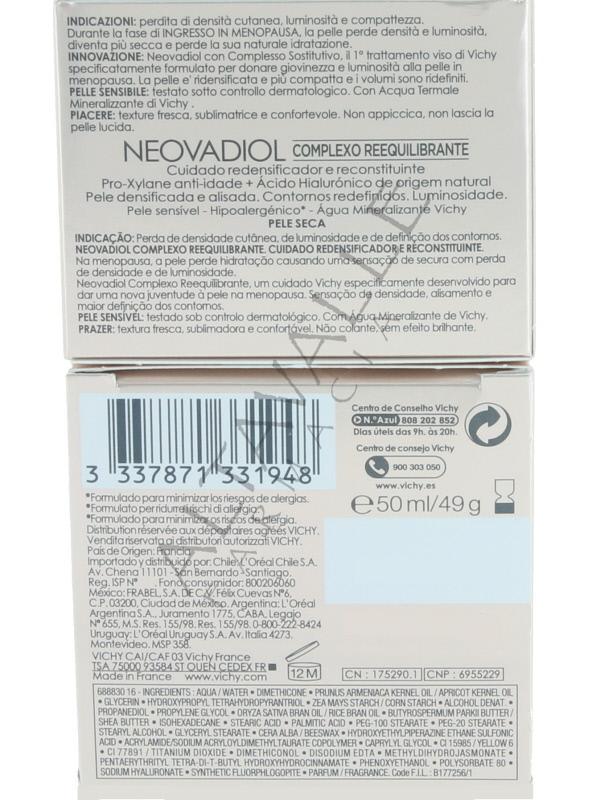 INDICAZIONI: perdita di densità cutanea, luminosità e compattezza.
Durante la fase di INGRESSO IN MENOPAUSA, la pelle perde densità e luminosità,
diventa più secca e perde la sua naturale idratazione.
INNOVAZIONE: Neovadiol con Complesso Sostitutivo, il 1° trattamento viso di Vichy
specificatamente formulato per donare giovinezza e luminosità alla pelle in
menopausa. La pelle e' ridensificata e più compatta e i volumi sono ridefiniti.
PELLE SENSIBILE: testato sotto controllo dermatologico. Con Acqua Termale
Mineralizzante di Vichy.
PIACERE: texture fresca, sublimatrice e confortevole. Non appiccica, non lascia la
pelle lucida.
NEOVADIOL COMPLEXO REEQUILIBRANTE
Cuidado redensificador e reconstituinte
Pro-Xylane anti-idade + Ácido Hialurónico de origem natural
Pele densificada e alisada. Contornos redefinidos. Luminosidade.
Pele sensível - Hipoalergénico* - Água Mineralizante Vichy
PELE SECA
INDICAÇÃO: Perda de densidade cutânea, de luminosidade e de definição dos contornos.
NEOVADIOL COMPLEXO REEQUILIBRANTE. CUIDADO REDENSIFICADOR E RECONSTITUINTE.
Na menopausa, a pele perde hidratação causando uma sensação de secura com perda
de densidade e de luminosidade.
Neovadiol Complexo Reequilibrante, um cuidado Vichy especificamente desenvolvido para
dar uma nova juventude à pele na menopausa. Sensação de densidade, alisamento e
maior definição dos contornos.
PELE SENSÍVEL: testado sob controlo dermatológico. Com Água Mineralizante de Vichy.
PRAZER: textura fresca, sublimadora e confortável. Não colante, sem efeito brilhante.
ALTAVALLE
FARMACIA
3 337871 331948
Centro de Conselho Vichy
N.º Azul 808 202 852
Dias úteis das 9h. às 20h.
Centro de consejo Vichy
900 303 050
www.vichy.es
e 50 ml/49 g
*Formulado para minimizar los riesgos de alergias.
*Formulato per ridurre i rischi di allergia.
*Formulado para minimizar os riscos de alergias.
Distribution réservée aux dépositaires agréés VICHY.
Vendita riservata ai distributori autorizzati VICHY.
País de Origen: Francia
Importado y distribuido por: Chile: L'Oréal Chile S.A.
Av. Chena 11101 - San Bernardo - Santiago.
Reg. ISP N° . Fono consumidor: 800206060
México: FRABEL, S.A. DE C.V. Félix Cuevas N°6,
C.P. 03200, Ciudad de México. Argentina: L'Oréal
Argentina S.A., Juramento 1775, CABA. Legajo
N° 655, M.S. Res. 155/98. Res. 155/98. 0-800-222-8424
Uruguay: L'Oreal Uruguay S.A. Av. Italia 4273.
Montevideo. MSP 358.
VICHY CAI/CAF 03 Vichy France
TSA 75000 93584 ST OUEN CEDEX FR
www.vichy.com
12 M
CN : 175290.1
CNP : 6955229
688830 16 - INGREDIENTS : AQUA / WATER • DIMETHICONE • PRUNUS ARMENIACA KERNEL OIL / APRICOT KERNEL OIL
• GLYCERIN • HYDROXYPROPYL TETRAHYDROPYRANTRIOL • ZEA MAYS STARCH / CORN STARCH • ALCOHOL DENAT. •
PROPANEDIOL • PROPYLENE GLYCOL • ORYZA SATIVA BRAN OIL / RICE BRAN OIL • BUTYROSPERMUM PARKII BUTTER /
SHEA BUTTER • ISOHEXADECANE • STEARIC ACID • PALMITIC ACID • PEG-100 STEARATE • PEG-20 STEARATE •
STEARYL ALCOHOL • GLYCERYL STEARATE • CERA ALBA / BEESWAX • HYDROXYETHYLPIPERAZINE ETHANE SULFONIC
ACID • ACRYLAMIDE/SODIUM ACRYLOYLDIMETHYLTAURATE COPOLYMER • CAPRYLYL GLYCOL • CI 15985 / YELLOW 6
• CI 77891 / TITANIUM DIOXIDE • DIMETHICONOL • DISODIUM EDTA • METHYLDIHYDROJASMONATE •
PENTAERYTHRITYL TETRA-DI-T-BUTYL HYDROXYHYDROCINNAMATE • PHENOXYETHANOL • POLYSORBATE 80 •
SODIUM HYALURONATE • SYNTHETIC FLUORPHLOGOPITE • PARFUM / FRAGRANCE. Code F.I.L. : B177256/1